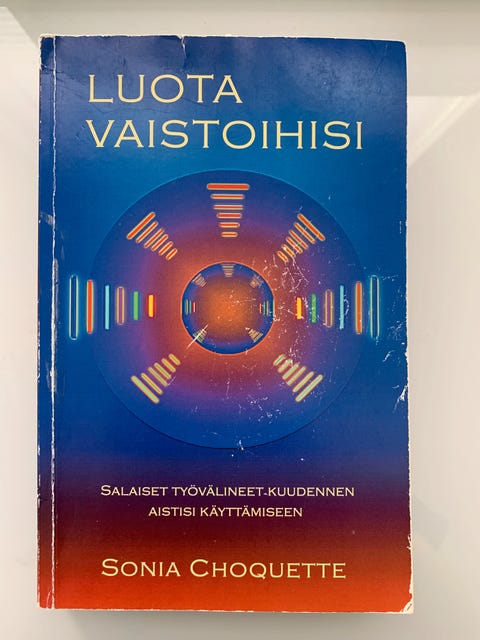 LUOTA
VAISTOIHISI
SALAISET TYÖVÄLINEET-KUUDENNEN
AISTISI KÄYTTÄMISEEN
SONIA CHOQUETTE